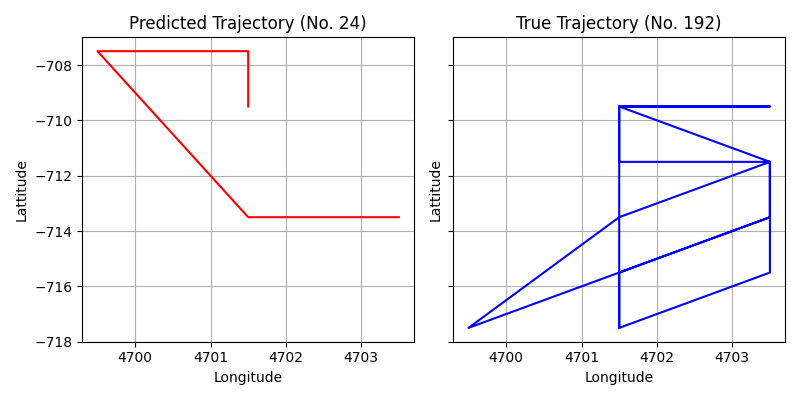 Predicted Trajectory (No. 24)
True Trajectory (No. 192)
Lattitude
−708
−710
−712
−714
−716
−718
4700
4701
4702
4703
Longitude
Lattitude
4700
4701
4702
4703
Longitude